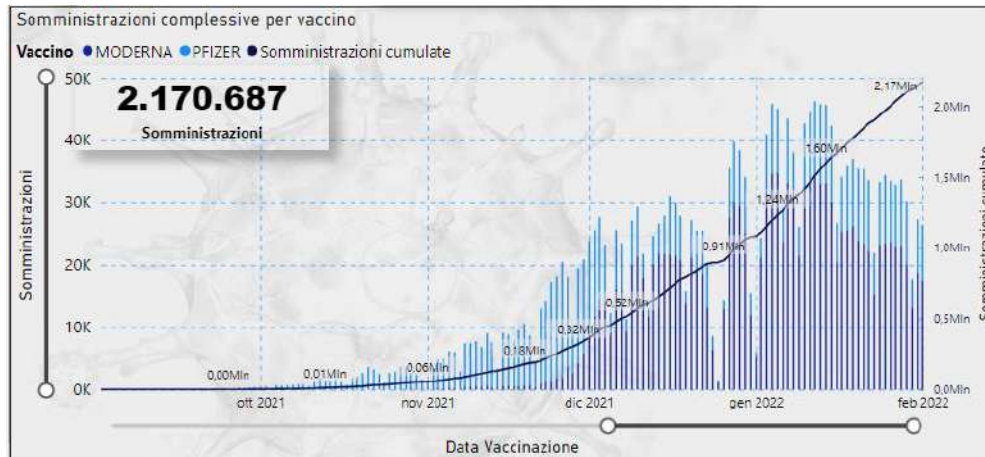 Somministrazioni complessive per vaccino
Vaccino MODERNA PFIZER Somministrazioni cumulate
2.170.687
Somministrazioni
50K
40K
30K
20K
10K
0K
Somministrazioni
0,00Mln
0,01Mln
0,06Mln
0,18Mln
0,32Mln
0,52Mln
0,91Mln
1,24Mln
1,60Mln
2,17Mln
2,0Mln
1,5Mln
1,0Mln
0,5Mln
0,0Mln
Somministrazioni cumulate
ott 2021 nov 2021 dic 2021 gen 2022 feb 2022
Data Vaccinazione